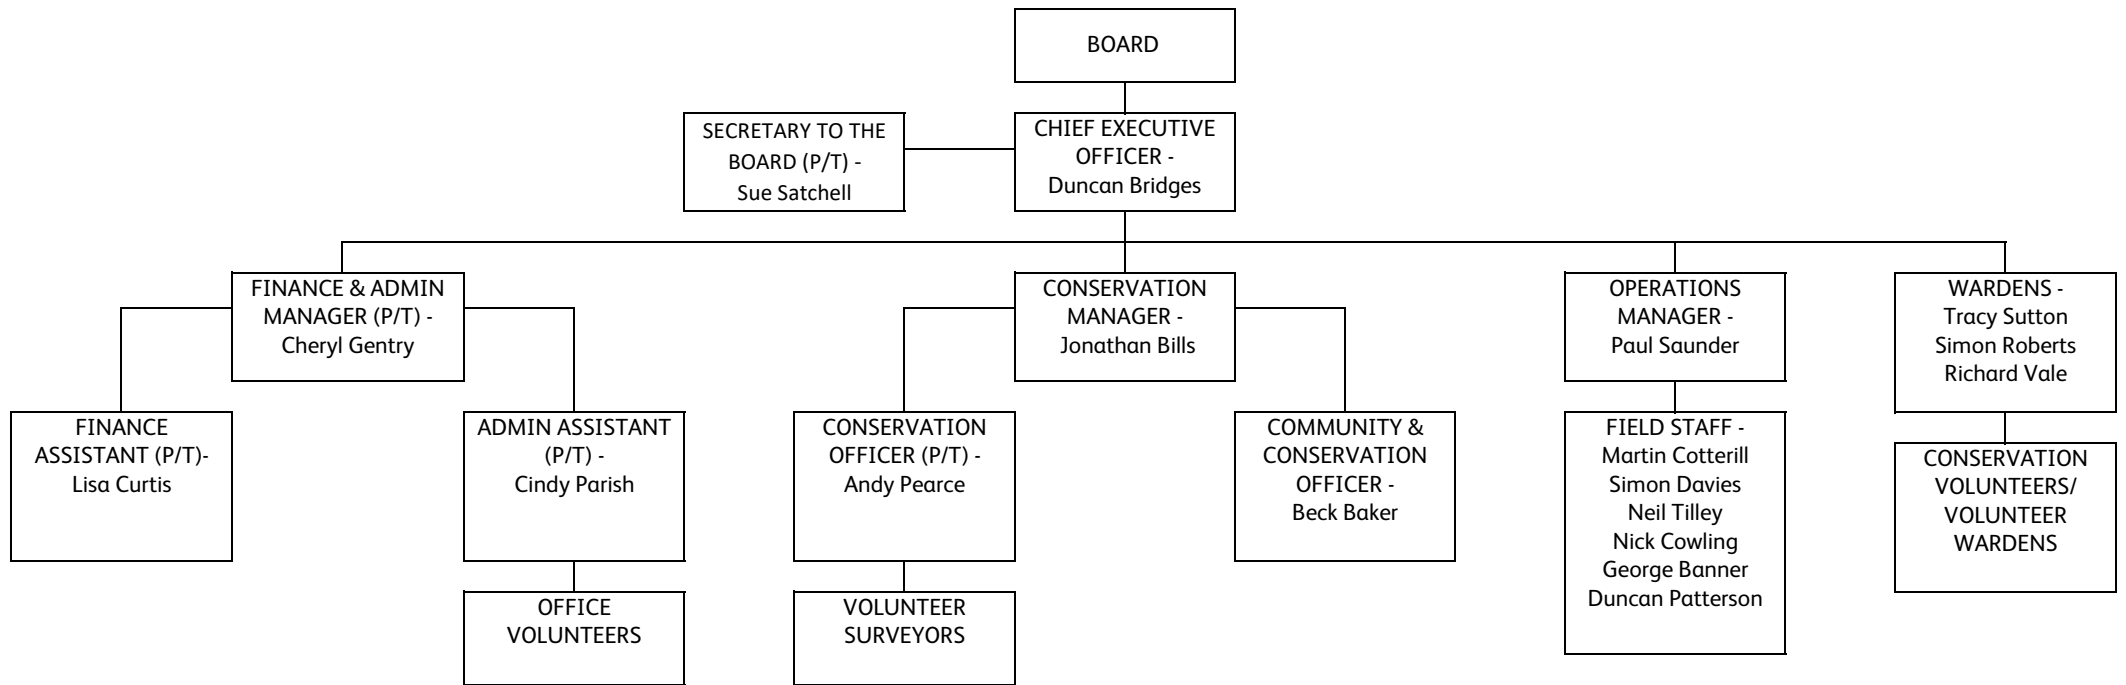 BOARD
SECRETARY TO THE
BOARD (P/T) -
Sue Satchell
CHIEF EXECUTIVE
OFFICER -
Duncan Bridges
FINANCE & ADMIN
MANAGER (P/T) -
Cheryl Gentry
CONSERVATION
MANAGER -
Jonathan Bills
OPERATIONS
MANAGER -
Paul Saunder
WARDENS -
Tracy Sutton
Simon Roberts
Richard Vale
FINANCE
ASSISTANT (P/T)-
Lisa Curtis
ADMIN ASSISTANT
(P/T) -
Cindy Parish
CONSERVATION
OFFICER (P/T) -
Andy Pearce
COMMUNITY &
CONSERVATION
OFFICER -
Beck Baker
FIELD STAFF -
Martin Cotterill
Simon Davies
Neil Tilley
Nick Cowling
George Banner
Duncan Patterson
CONSERVATION
VOLUNTEERS/
VOLUNTEER
WARDENS
OFFICE
VOLUNTEERS
VOLUNTEER
SURVEYORS